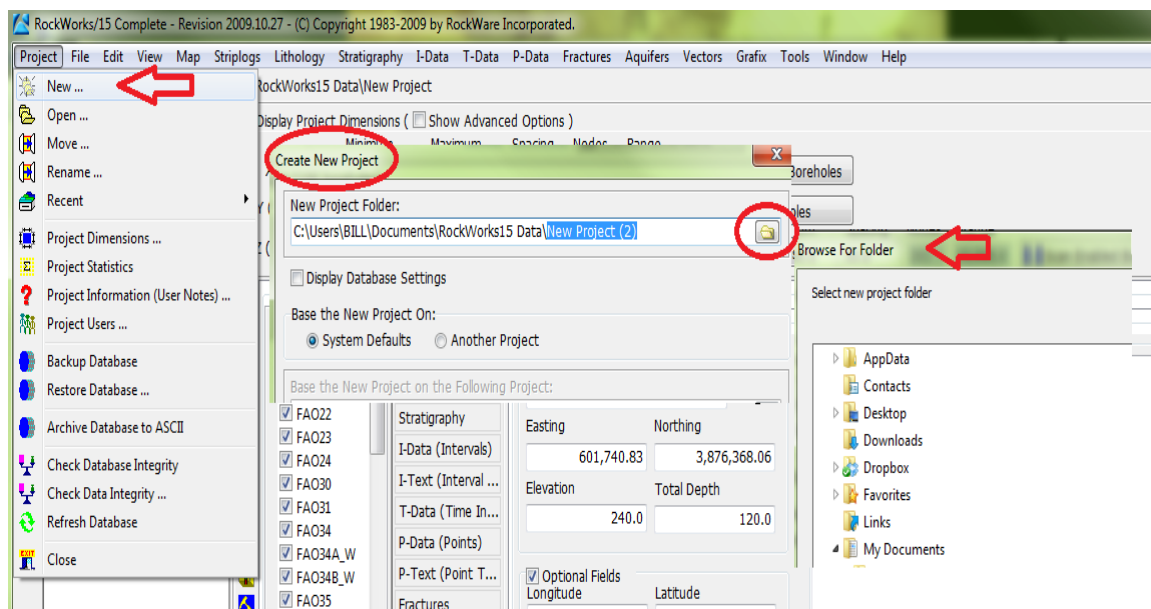 RockWorks/15 Complete - Revision 2009.10.27 - (C) Copyright 1983-2009 by RockWare Incorporated.
Project File Edit View Map Striplogs Lithology Stratigraphy I-Data T-Data P-Data Fractures Aquifers Vectors Grafix Tools Window Help
New ...
Open ...
Move ...
Rename ...
Recent
Project Dimensions ...
Project Statistics
Project Information (User Notes) ...
Project Users ...
Backup Database
Restore Database ...
Archive Database to ASCII
Check Database Integrity
Check Data Integrity ...
Refresh Database
EXIT Close
RockWorks15 Data\New Project
Display Project Dimensions ( Show Advanced Options )
Minimum Maximum Spacing Nodes Range
Create New Project
X
New Project Folder:
C:\Users\BILL\Documents\RockWorks15 Data\New Project (2)
Display Database Settings
Base the New Project On:
System Defaults Another Project
Base the New Project on the Following Project:
Boreholes
Browse For Folder
Select new project folder
AppData
Contacts
Desktop
Downloads
Dropbox
Favorites
Links
My Documents
FAO22
FAO23
FAO24
FAO30
FAO31
FAO34
FAO34A_W
FAO34B_W
FAO35
Stratigraphy
I-Data (Intervals)
I-Text (Interval ...
T-Data (Time In...
P-Data (Points)
P-Text (Point T...
Fractures
Easting Northing
601,740.83 3,876,368.06
Elevation Total Depth
240.0 120.0
Optional Fields
Longitude Latitude